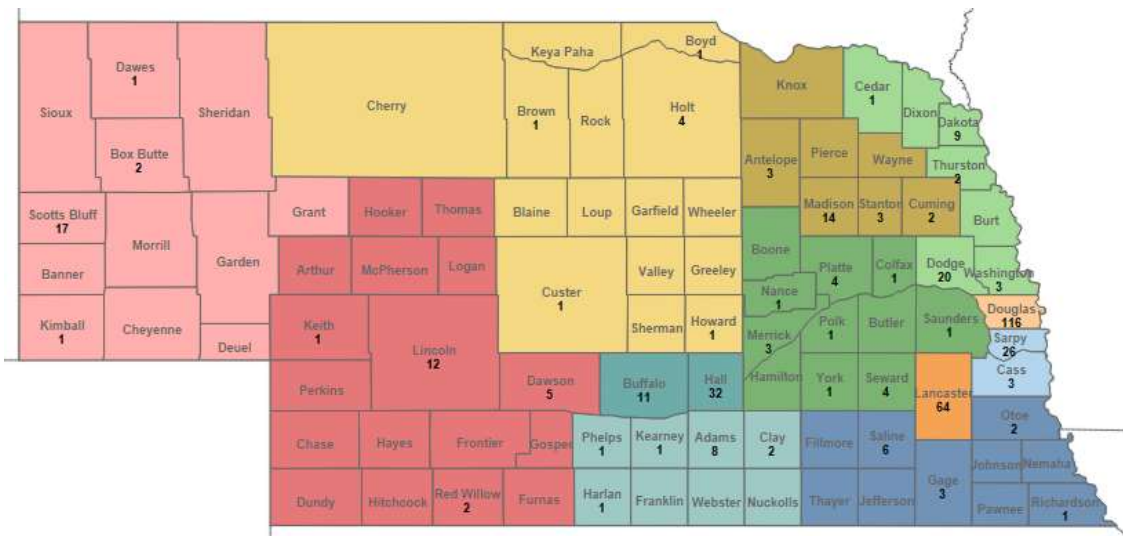 Sioux
Dawes
1
Box Butte
2
Sheridan
Scotts Bluff
17
Banner
Kimball
1
Morrill
Cheyenne
Garden
Deuel
Grant
Cherry
Keya Paha
Boyd
1
Brown
1
Rock
Holt
4
Blaine
Loup
Garfield
Wheeler
Custer
1
Valley
Greeley
Sherman
Howard
1
Hooker
Thomas
Arthur
McPherson
Logan
Keith
1
Lincoln
12
Perkins
Dawson
5
Chase
Hayes
Frontier
Gosper
Dundy
Hitchcock
Red Willow
2
Furnas
Buffalo
11
Hall
32
Phelps
1
Kearney
1
Adams
8
Clay
2
Harlan
1
Franklin
Webster
Nuckolls
Knox
Antelope
3
Pierce
Wayne
Madison
14
Stanton
3
Cuming
2
Cedar
1
Dixon
Dakota
9
Thurston
2
Burt
Dodge
20
Washington
3
Boone
Platte
4
Colfax
1
Nance
1
Merrick
3
Polk
1
Butler
Saunders
1
Hamilton
York
1
Seward
4
Douglas
116
Sarpy
26
Cass
3
Lancaster
64
Otoe
2
Fillmore
Saline
6
Thayer
Jefferson
Gage
3
Johnson
Nemaha
Pawnee
Richardson
1